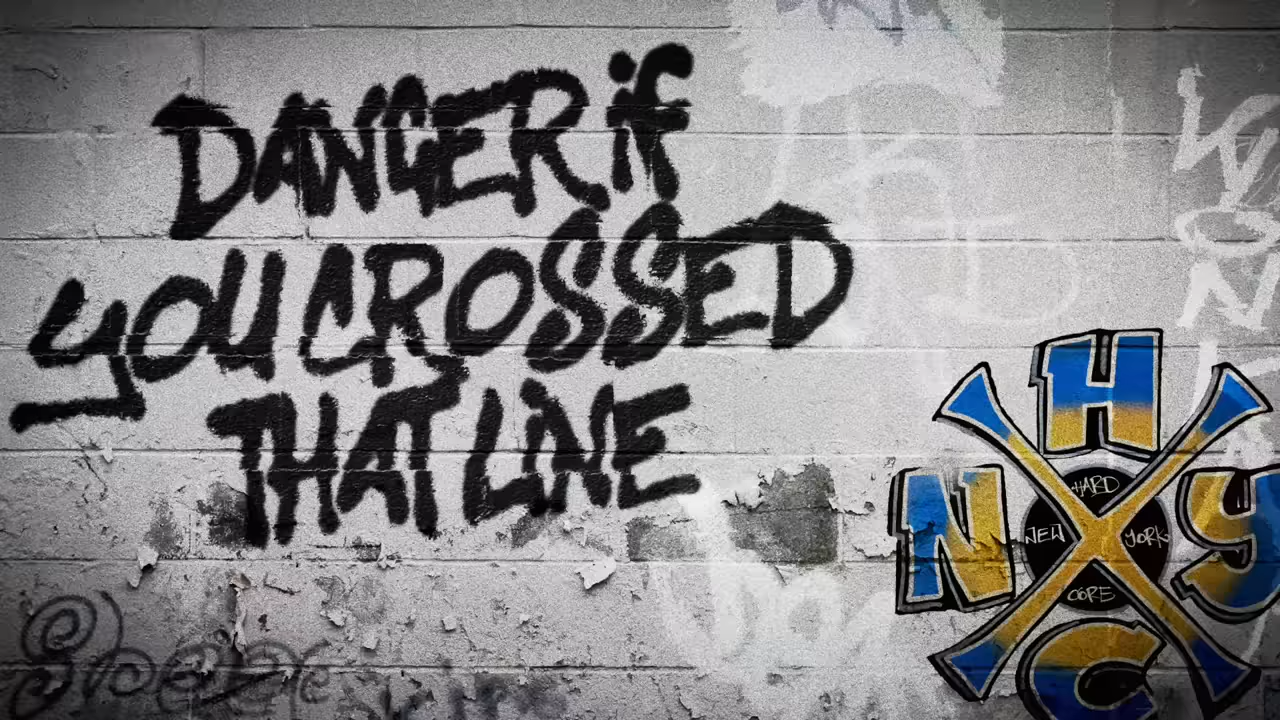 DANGER if
YOU CROSSED
THAT LINE
H
N
Y
C
HARD
NEW YORK
CORE